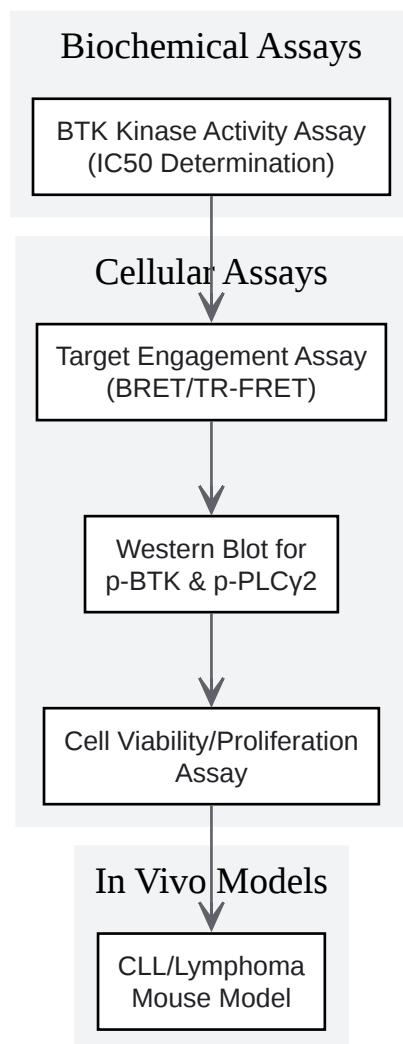 Biochemical Assays
BTK Kinase Activity Assay
(IC50 Determination)
Cellular Assays
Target Engagement Assay
(BRET/TR-FRET)
Western Blot for
p-BTK & p-PLCγ2
Cell Viability/Proliferation
Assay
In Vivo Models
CLL/Lymphoma
Mouse Model